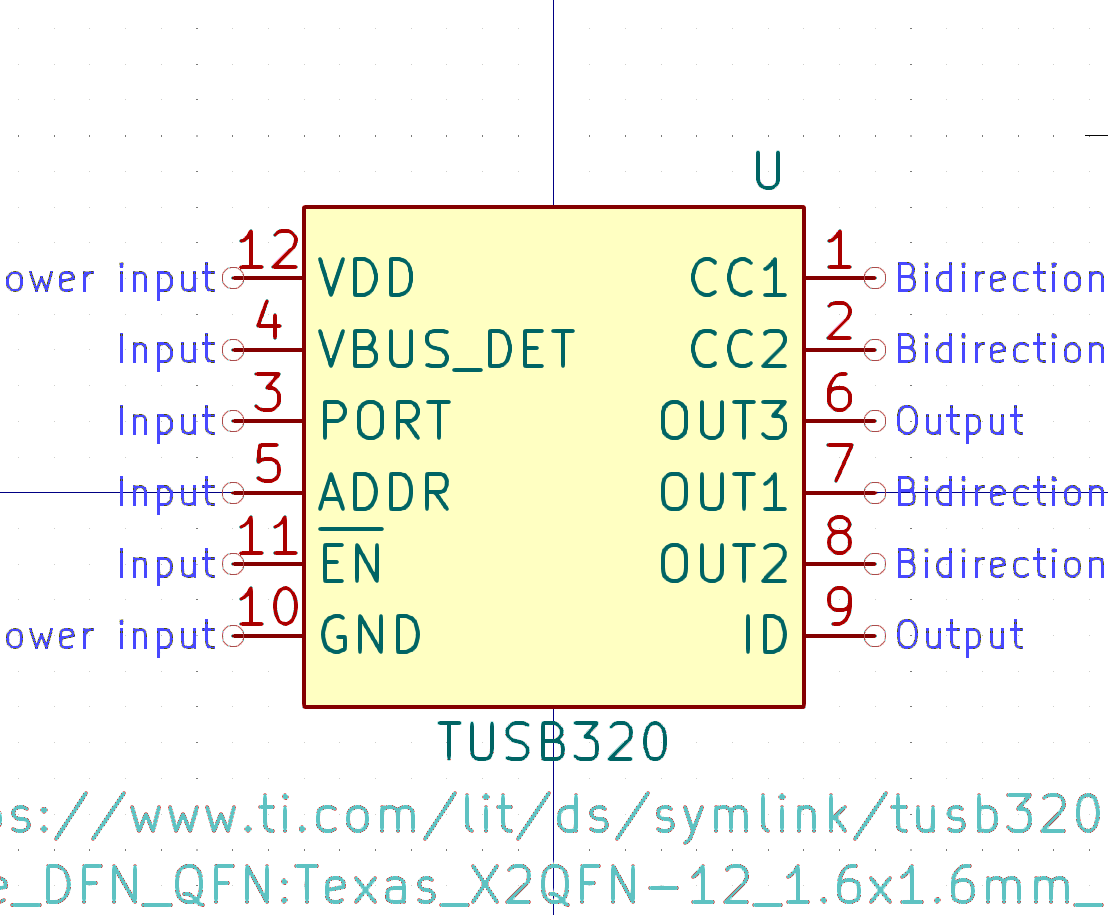 U
12 1
ower input VDD CC1 Bidirection
4 2
Input VBUS_DET CC2 Bidirection
3 6
Input PORT OUT3 Output
5 7
Input ADDR OUT1 Bidirection
11 8
Input EN OUT2 Bidirection
10 9
ower input GND ID Output
TUSB320
ps://www.ti.com/lit/ds/symlink/tusb320
e_DFN_QFN:Texas_X2QFN-12_1.6x1.6mm_